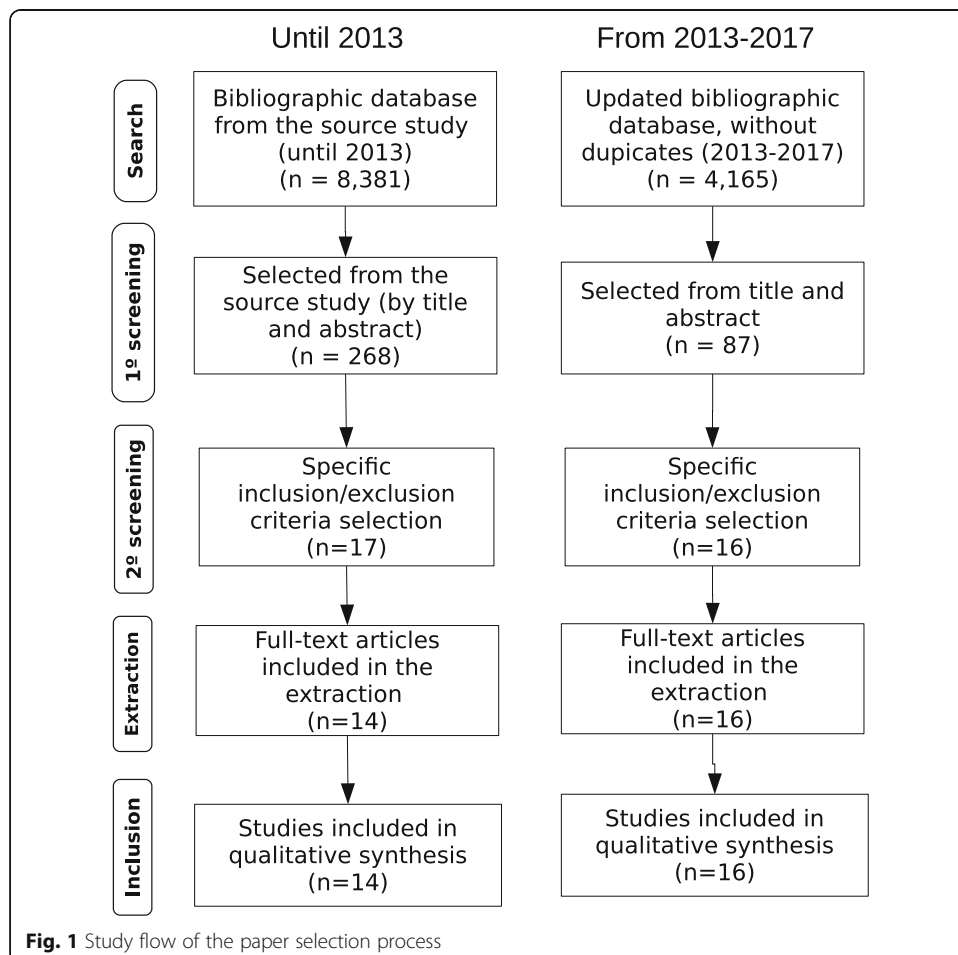 Until 2013
From 2013-2017
Search
Bibliographic database
from the source study
(until 2013)
(n = 8,381)
Updated bibliographic
database, without
dupicates (2013-2017)
(n = 4,165)
1º screening
Selected from the
source study (by title
and abstract)
(n = 268)
Selected from title and
abstract
(n = 87)
2º screening
Specific
inclusion/exclusion
criteria selection
(n=17)
Specific
inclusion/exclusion
criteria selection
(n=16)
Extraction
Full-text articles
included in the
extraction
(n=14)
Full-text articles
included in the
extraction
(n=16)
Inclusion
Studies included in
qualitative synthesis
(n=14)
Studies included in
qualitative synthesis
(n=16)
Fig. 1 Study flow of the paper selection process